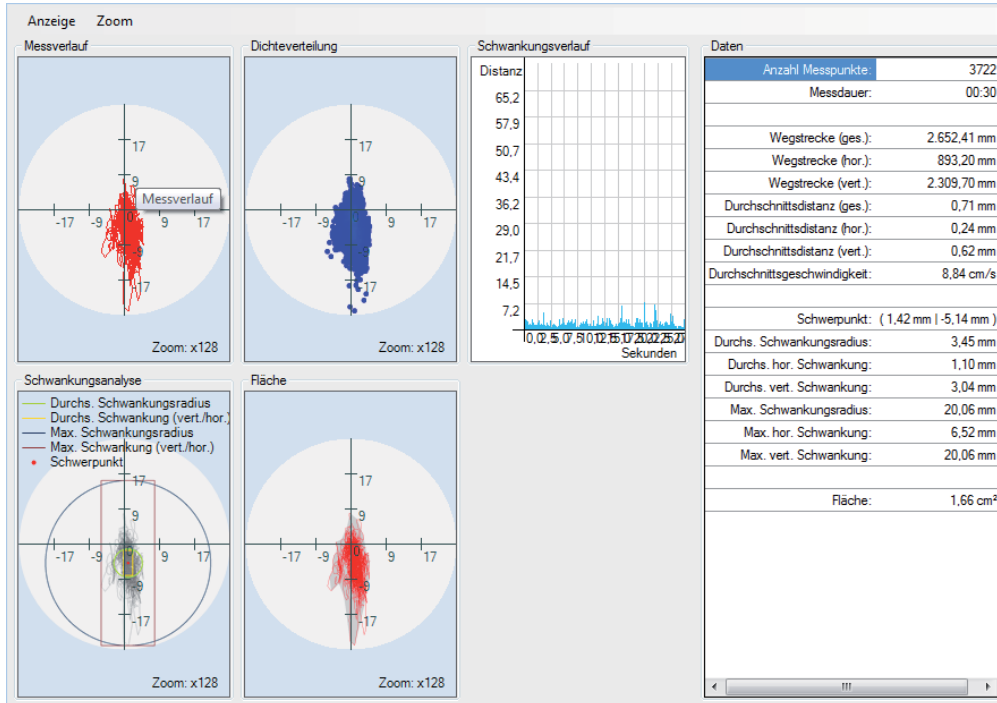 Anzeige Zoom
Messverlauf
17
9
Messverlauf
-17 -9 0 9 17
-9
-17
Zoom: x128
Dichteverteilung
17
9
-17 -9 9 17
-17
Zoom: x128
Schwankungsverlauf
Distanz
65,2
57,9
50,7
43,4
36,2
29,0
21,7
14,5
7,2
Sekunden
Daten
Anzahl Messpunkte: 3722
Messdauer: 00:30
Wegstrecke (ges.): 2.652,41 mm
Wegstrecke (hor.): 893,20 mm
Wegstrecke (vert.): 2.309,70 mm
Durchschnittsdistanz (ges.): 0,71 mm
Durchschnittsdistanz (hor.): 0,24 mm
Durchschnittsdistanz (vert.): 0,62 mm
Durchschnittsgeschwindigkeit: 8,84 cm/s
Schwerpunkt: ( 1,42 mm | -5,14 mm )
Durchs. Schwankungsradius: 3,45 mm
Durchs. hor. Schwankung: 1,10 mm
Durchs. vert. Schwankung: 3,04 mm
Max. Schwankungsradius: 20,06 mm
Max. hor. Schwankung: 6,52 mm
Max. vert. Schwankung: 20,06 mm
Fläche: 1,66 cm²
Schwankungsanalyse
Durchs. Schwankungsradius
Durchs. Schwankung (vert./hor.)
Max. Schwankungsradius
Max. Schwankung (vert./hor.)
Schwerpunkt
17
9
-17 -9 0 9 17
-9
-17
Zoom: x128
Fläche
17
9
-17 -9 0 9 17
-9
-17
Zoom: x128